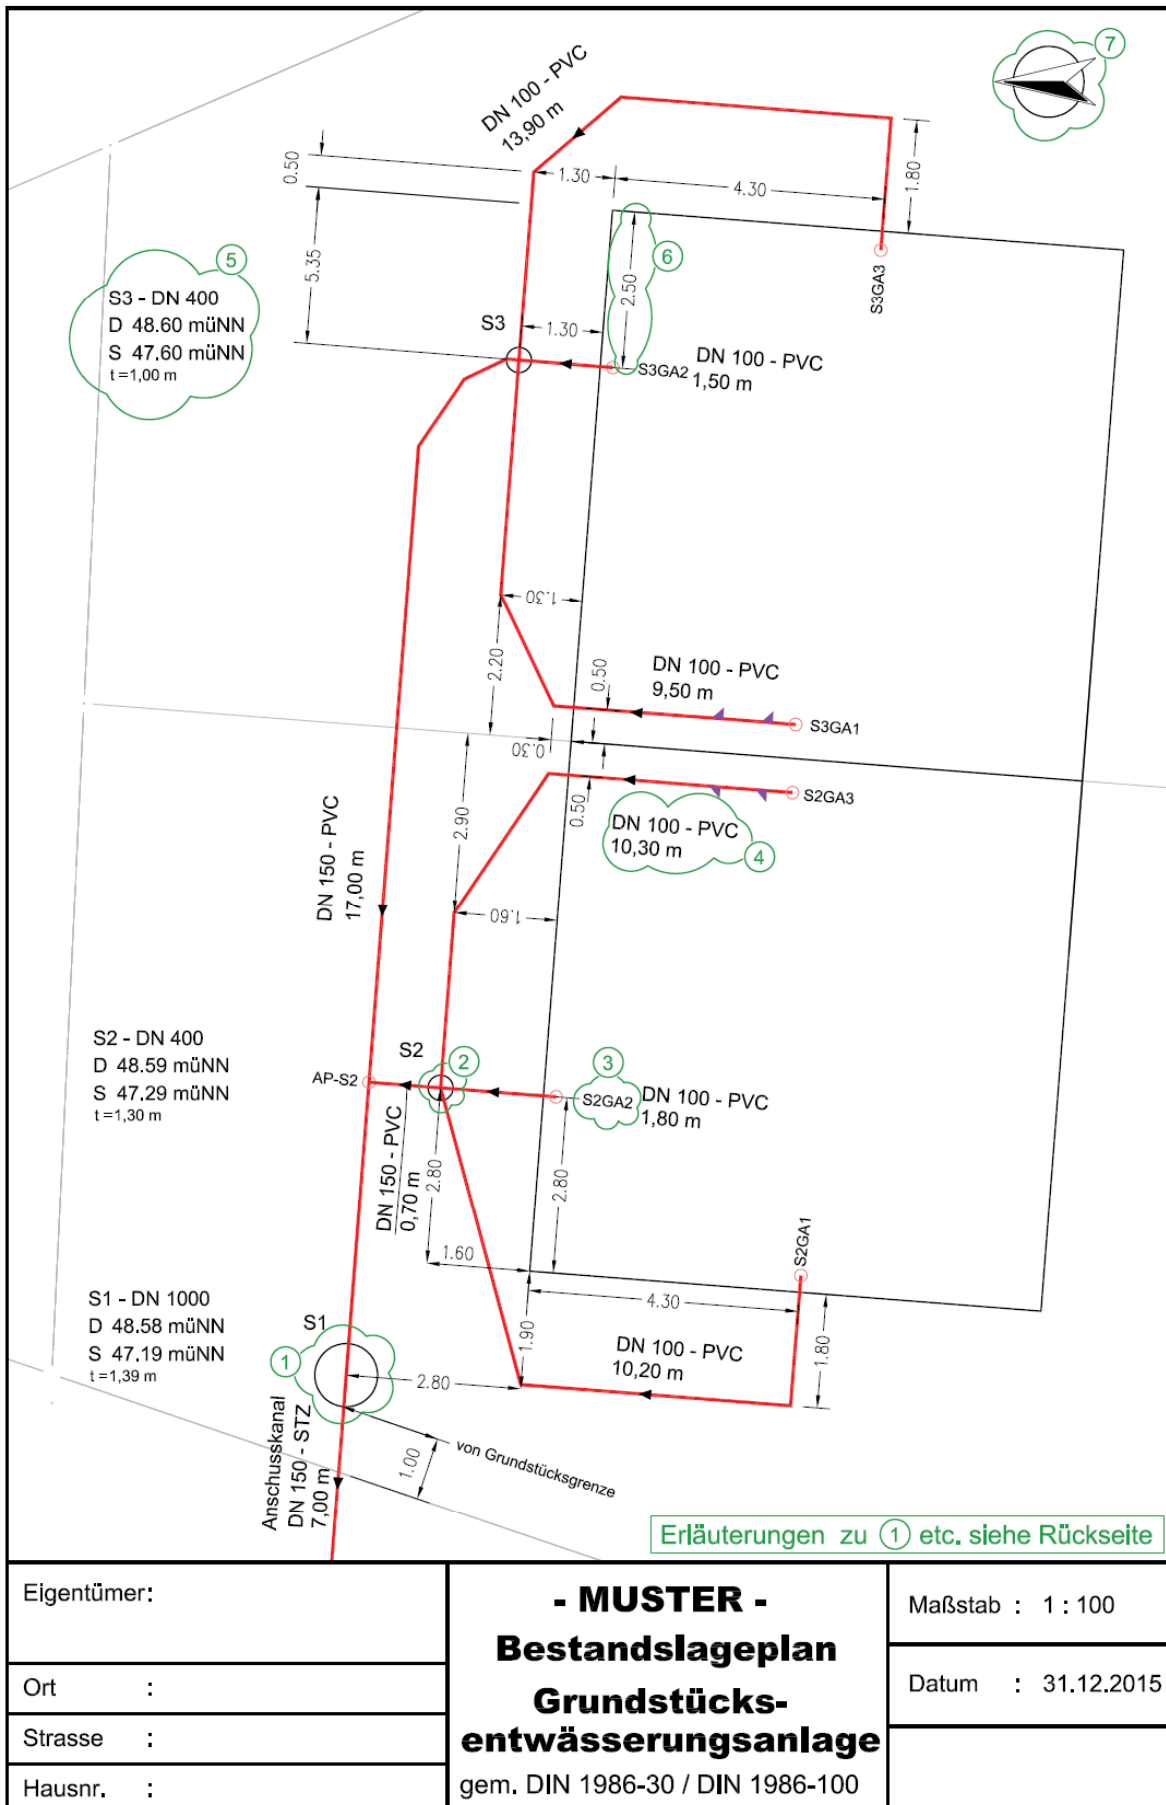 DN 100 - PVC
13,90 m
7
0.50
1.30
4.30
1.80
5.35
5
S3 - DN 400
D 48.60 müNN
S 47.60 müNN
t =1,00 m
6
2.50
S3GA3
S3
1.30
S3GA2
DN 100 - PVC
1,50 m
1.30
2.20
0.50
DN 100 - PVC
9,50 m
S3GA1
0.30
2.90
0.50
S2GA3
DN 100 - PVC
10,30 m
4
DN 150 - PVC
17,00 m
1.60
S2 - DN 400
D 48.59 müNN
S 47.29 müNN
t =1,30 m
S2
2
3
AP-S2
S2GA2
DN 100 - PVC
1,80 m
DN 150 - PVC
0,70 m
2.80
2.80
1.60
S2GA1
4.30
S1 - DN 1000
D 48.58 müNN
S 47.19 müNN
t =1,39 m
S1
1
2.80
1.90
DN 100 - PVC
10,20 m
1.80
Anschusskanal
DN 150 - STZ
7,00 m
1.00
von Grundstücksgrenze
Erläuterungen zu 1 etc. siehe Rückseite
Eigentümer:
Ort :
Strasse :
Hausnr. :
- MUSTER -
Bestandslageplan
Grundstücks-
entwässerungsanlage
gem. DIN 1986-30 / DIN 1986-100
Maßstab : 1 : 100
Datum : 31.12.2015